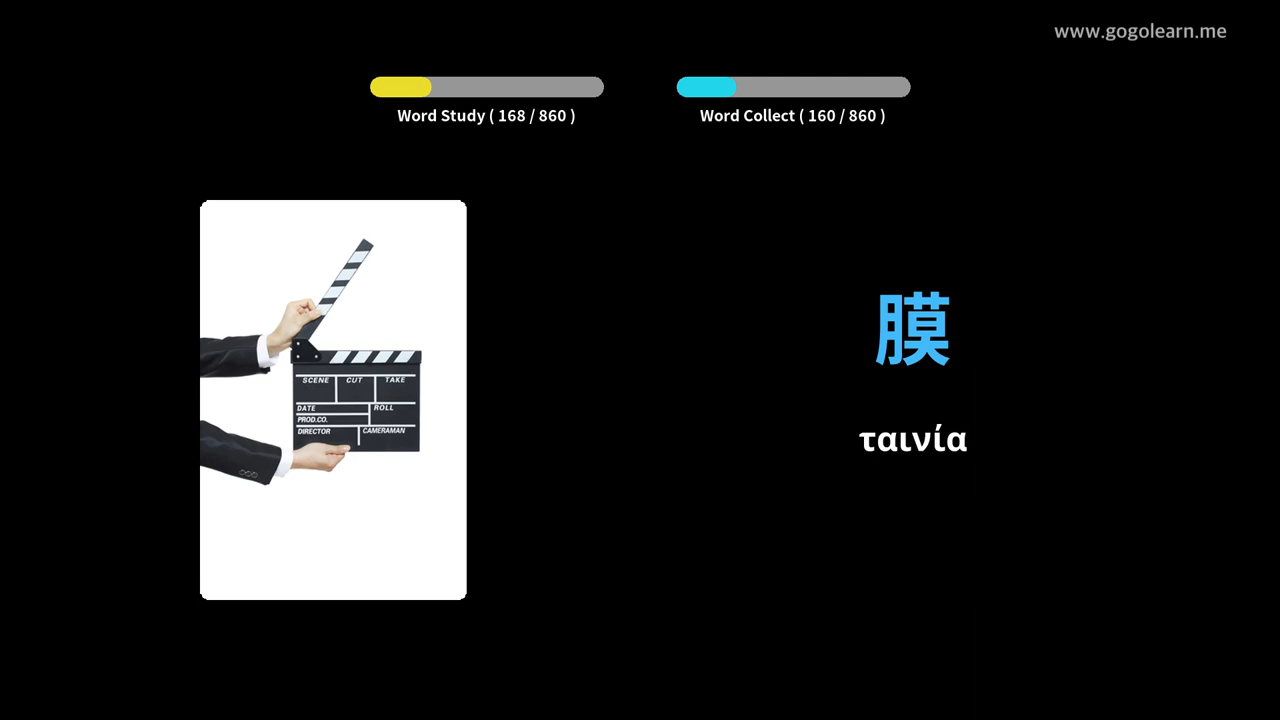 www.gogolearn.me
Word Study ( 168 / 860 )
Word Collect ( 160 / 860 )
SCENE CUT TAKE
DATE ROLL
PROD.CO.
DIRECTOR CAMERAMAN
膜
ταινία